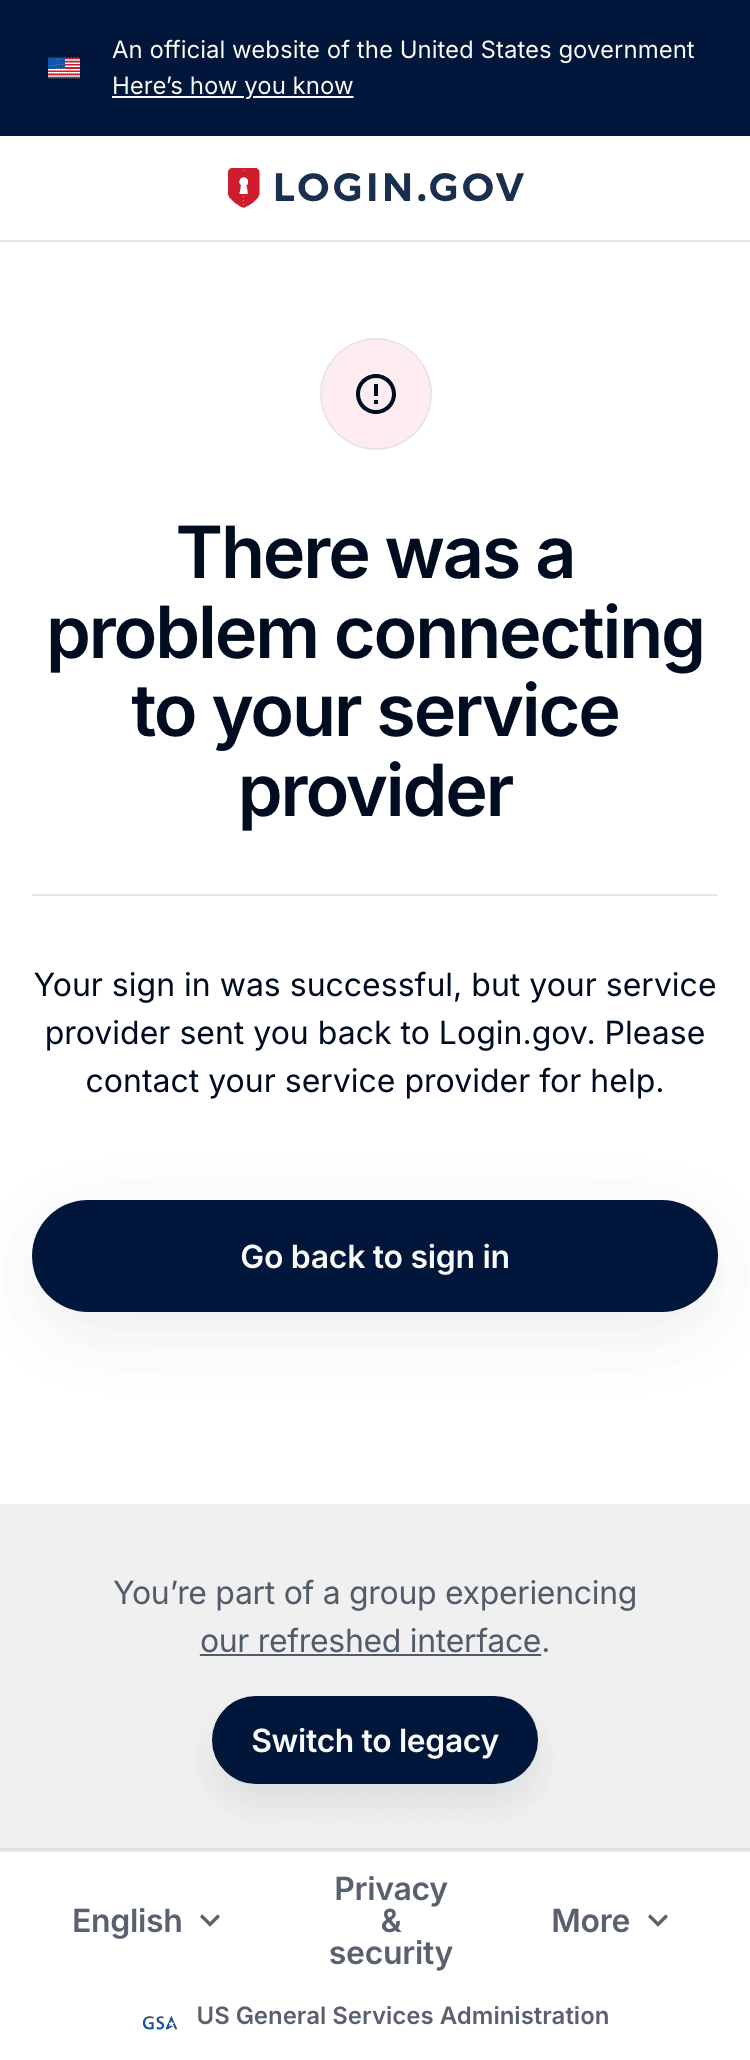 An official website of the United States government
Here’s how you know
LOGIN.GOV
There was a
problem connecting
to your service
provider
Your sign in was successful, but your service
provider sent you back to Login.gov. Please
contact your service provider for help.
Go back to sign in
You’re part of a group experiencing
our refreshed interface.
Switch to legacy
English
Privacy
&
security
More
GSA US General Services Administration